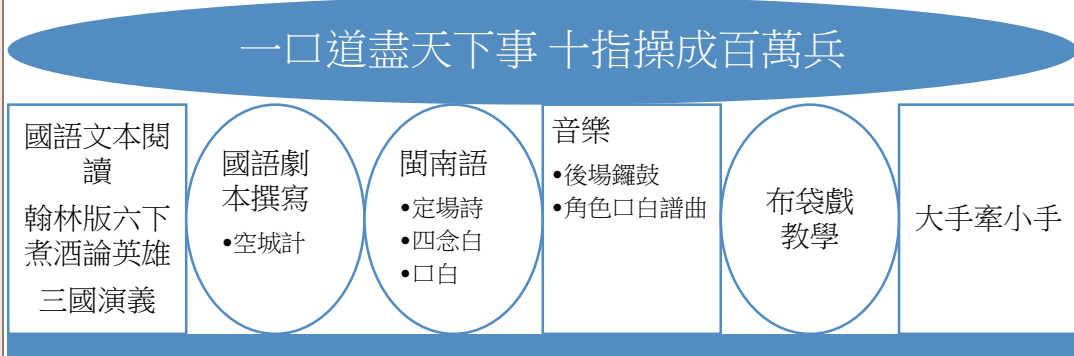 一口道盡天下事 十指操成百萬兵
國語文本閱
讀
翰林版六下
煮酒論英雄
三國演義
國語劇
本撰寫
•空城計
閩南語
•定場詩
•四念白
•口白
音樂
•後場鑼鼓
•角色口白譜曲
布袋戲
教學
大手牽小手